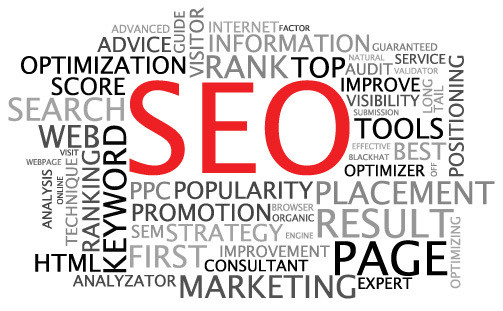 ADVANCED
GUIDE
VISITOR
INTERNET
FACTOR
ADVICE
INFORMATION
GUARANTEED
OPTIMIZATION
RANK
TOP
NATURAL
SERVICE
AUDIT
VALIDATOR
SCORE
SEO
IMPROVE
LONG
TAIL
POSITIONING
SEARCH
VISIBILITY
SUBMISSION
WEB
KEYWORD
TOOLS
VISIT
EFFECTIVE
BEST
WEBPAGE
BLACKHAT
OFF
ANALYSIS
ONLINE
TECHNIQUE
RANKING
OPTIMIZER
PPC
POPULARITY
PLACEMENT
PROMOTION
BROWSER
ORGANIC
RESULT
SEM
STRATEGY
ENGINE
OPTIMIZING
HTML
FIRST
IMPROVEMENT
PAGE
CONSULTANT
ANALYZATOR
MARKETING
EXPERT